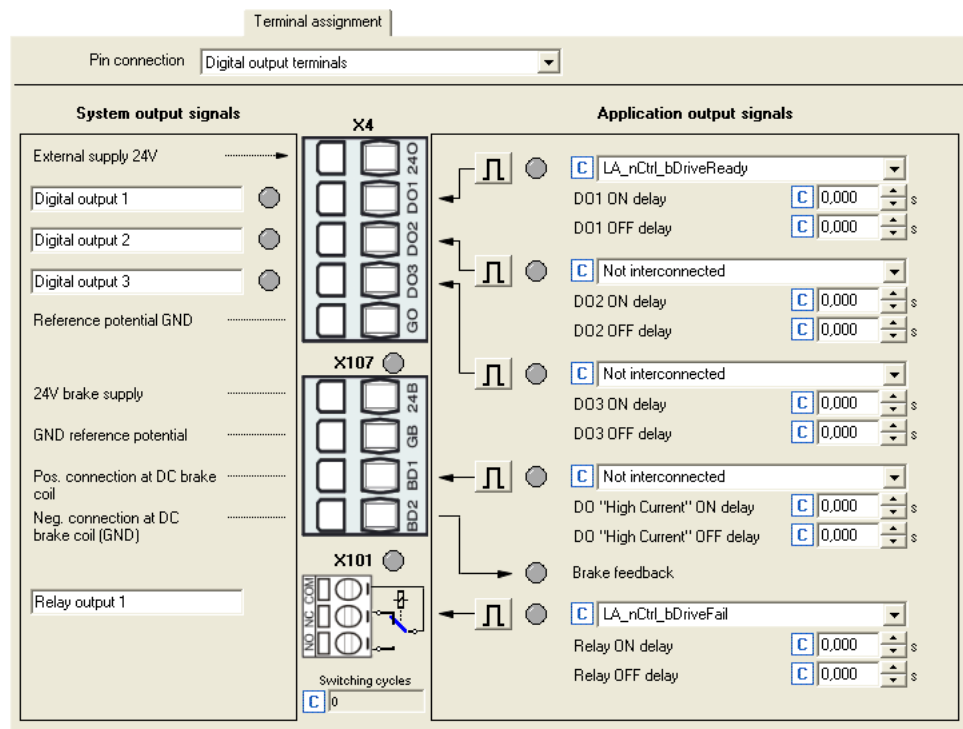 Terminal assignment
Pin connection Digital output terminals
System output signals
X4
Application output signals
External supply 24V
24O
C LA_nCtrl_bDriveReady
Digital output 1
DO1
DO1 ON delay C 0,000 s
DO1 OFF delay C 0,000 s
Digital output 2
DO2
C Not interconnected
Digital output 3
DO3
DO2 ON delay C 0,000 s
Reference potential GND
GO
DO2 OFF delay C 0,000 s
X107
C Not interconnected
24V brake supply
24B
DO3 ON delay C 0,000 s
GND reference potential
GB
DO3 OFF delay C 0,000 s
Pos. connection at DC brake
coil
BD1
C Not interconnected
Neg. connection at DC
brake coil (GND)
BD2
DO "High Current" ON delay C 0,000 s
DO "High Current" OFF delay C 0,000 s
X101
Brake feedback
Relay output 1
COM
NC
NO
C LA_nCtrl_bDriveFail
Relay ON delay C 0,000 s
Relay OFF delay C 0,000 s
Switching cycles
C 0